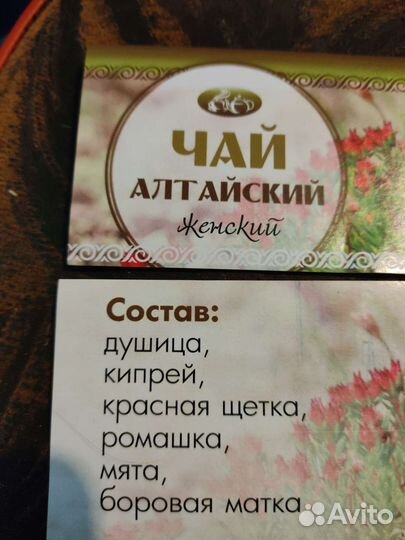 ЧАЙ
АЛТАЙСКИЙ
женский
Состав:
душица,
кипрей,
красная щетка,
ромашка,
мята,
боровая матка
Avito